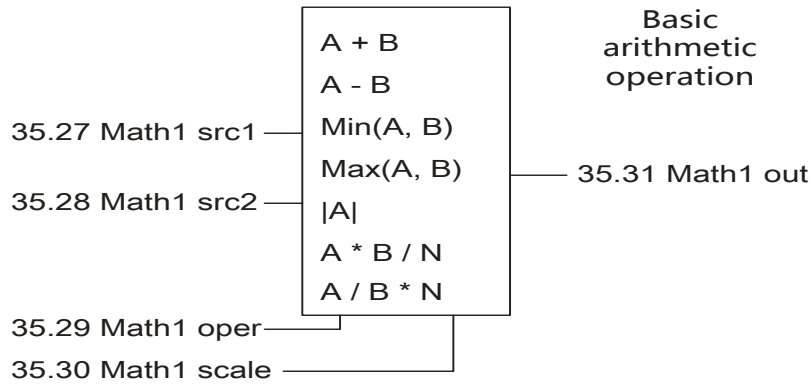 Basic
arithmetic
operation
A + B
A - B
Min(A, B)
Max(A, B)
|A|
A * B / N
A / B * N
35.27 Math1 src1
35.28 Math1 src2
35.29 Math1 oper
35.30 Math1 scale
35.31 Math1 out